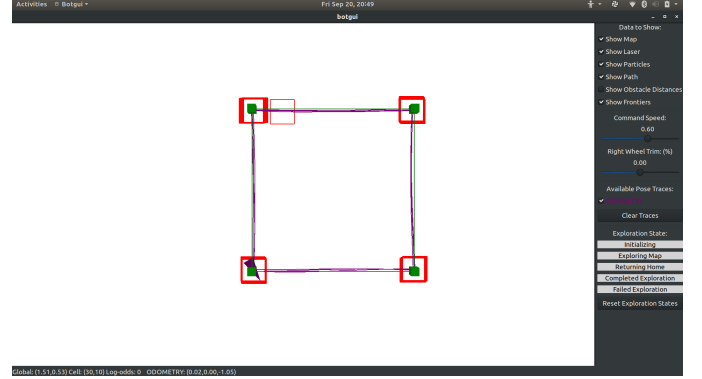 Activities Botgui
Fri Sep 20, 20:49
botgui
Data to Show:
Show Map
Show Laser
Show Particles
Show Path
Show Obstacle Distances
Show Frontiers
Command Speed:
0.60
Right Wheel Trim: (%)
0.00
Available Pose Traces:
Clear Traces
Exploration State:
Initializing
Exploring Map
Returning Home
Completed Exploration
Failed Exploration
Reset Exploration States
Global: (1.51,0.53) Cell: (30,10) Log-odds: 0 ODOMETRY: (0.02,0.00,-1.05)